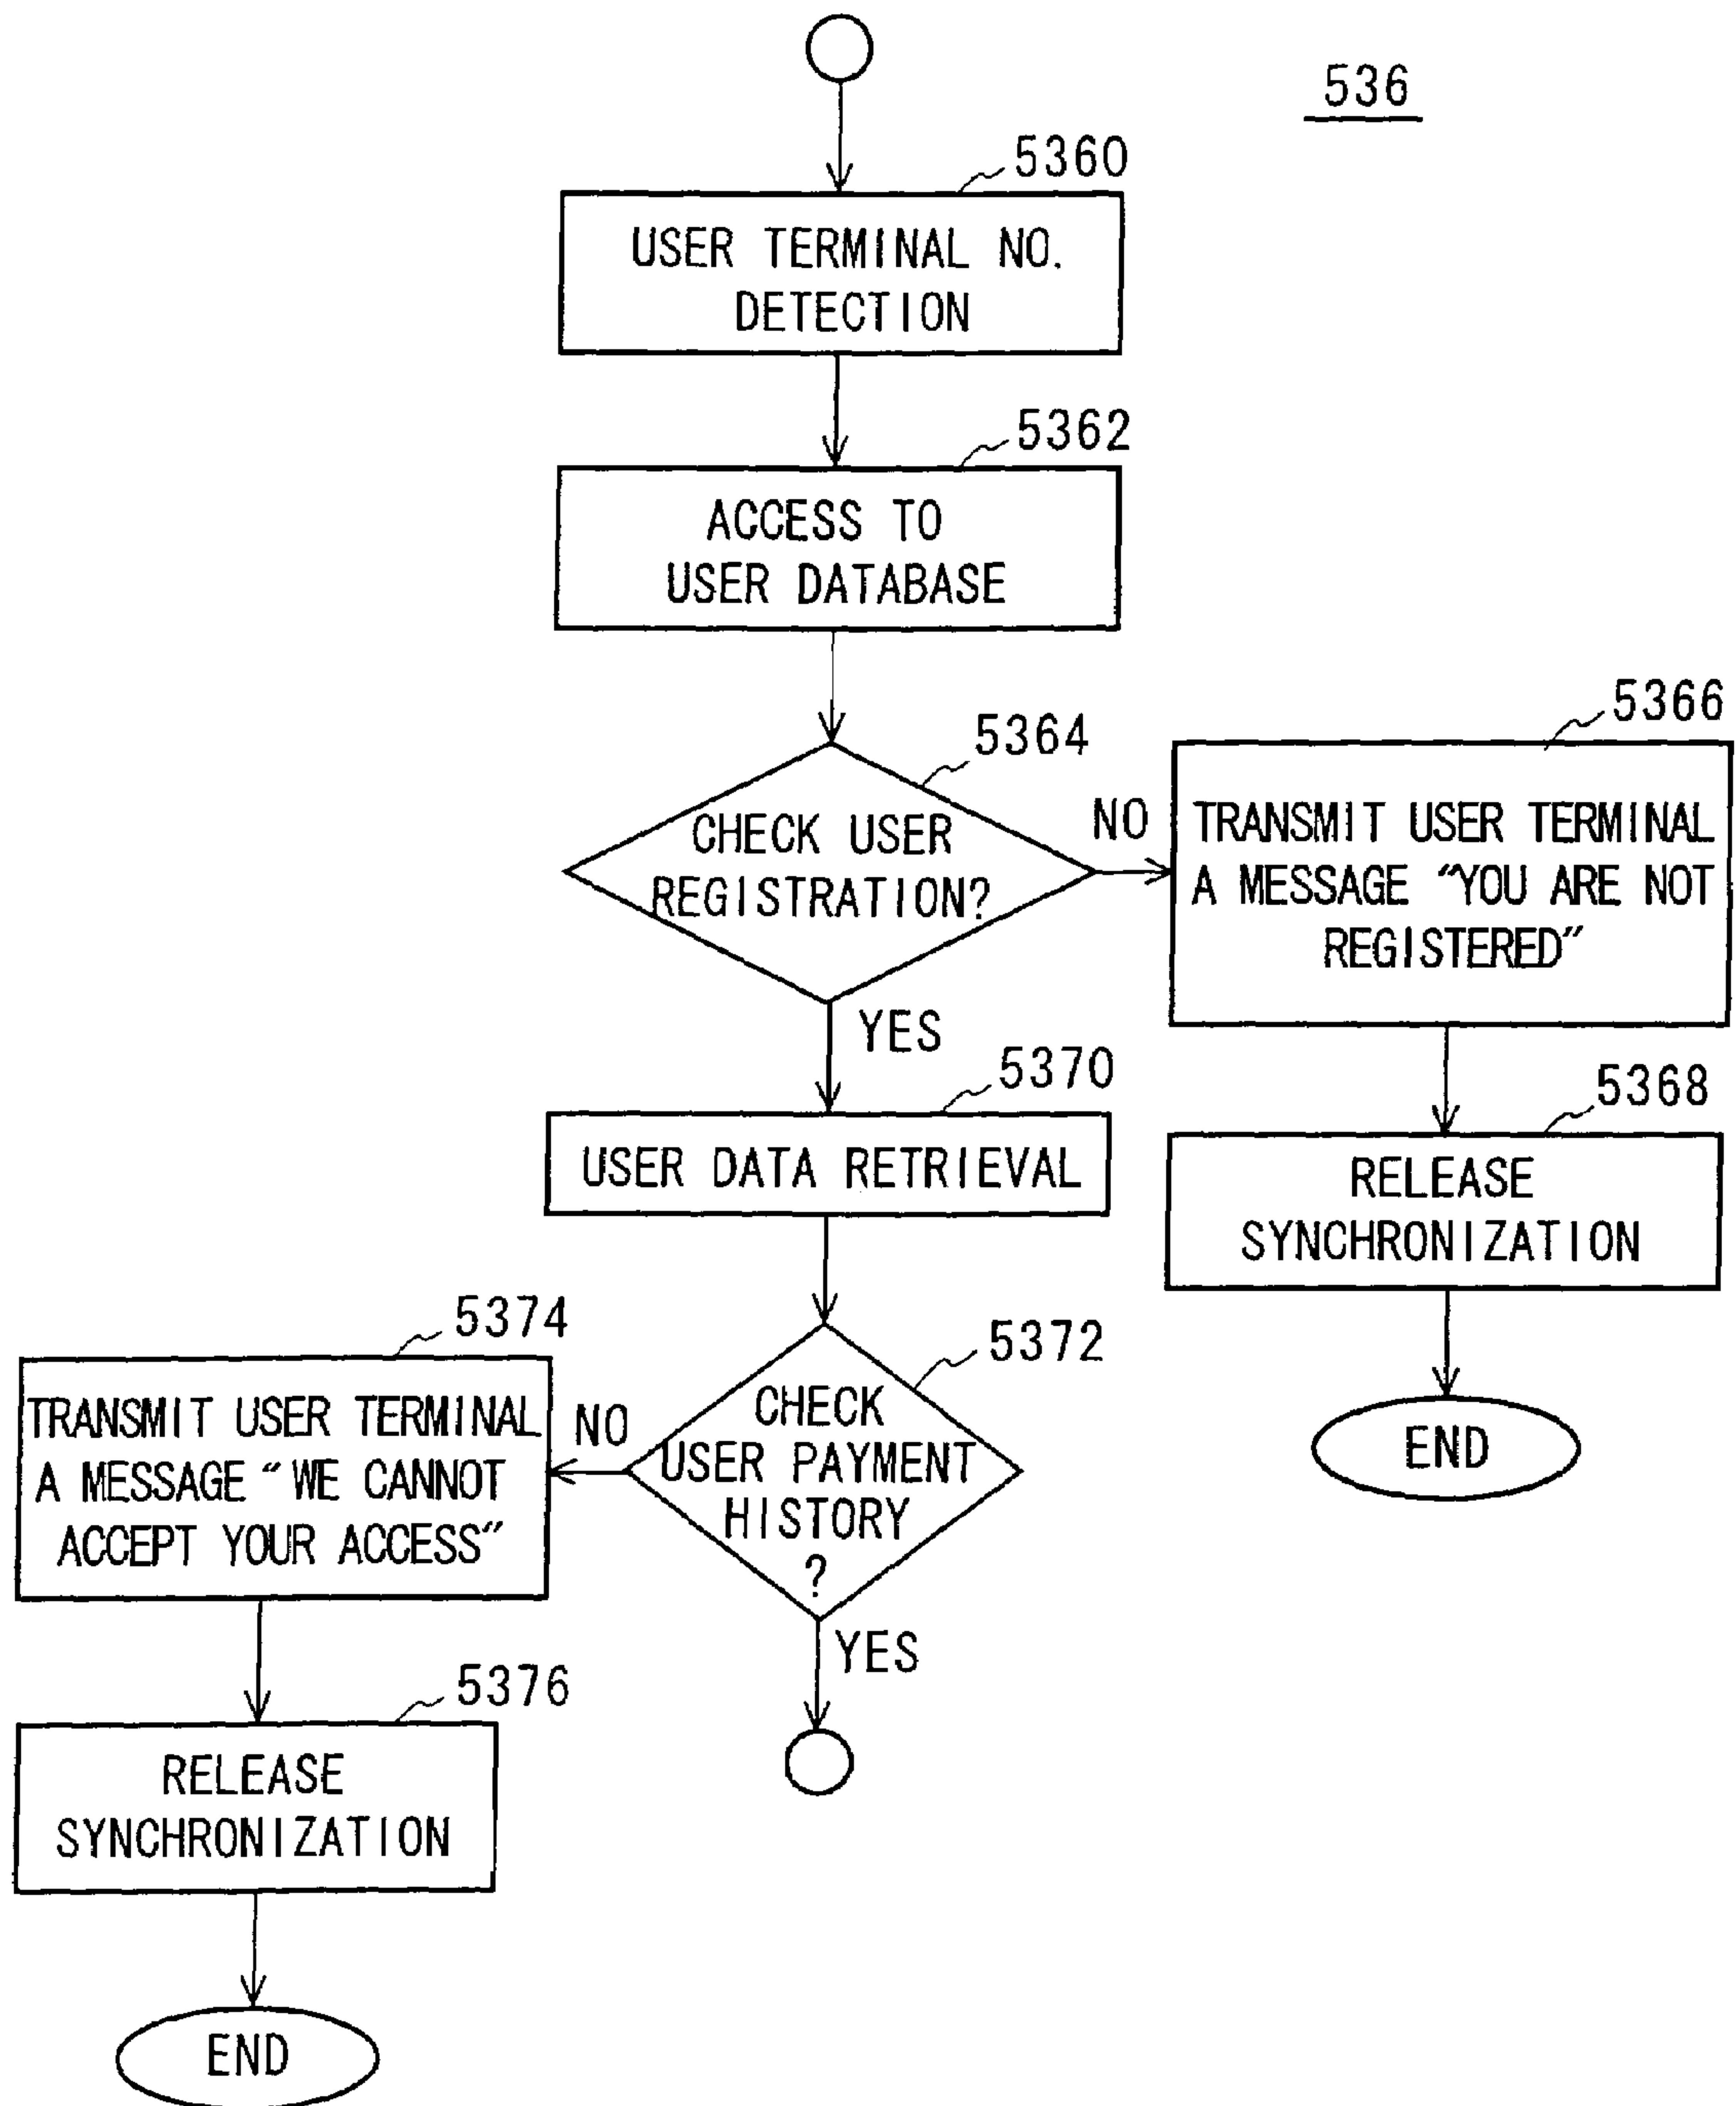 536
5360
USER TERMINAL NO.
DETECTION
5362
ACCESS TO
USER DATABASE
5364
CHECK USER
REGISTRATION?
NO
5366
TRANSMIT USER TERMINAL
A MESSAGE "YOU ARE NOT
REGISTERED"
YES
5370
USER DATA RETRIEVAL
5368
RELEASE
SYNCHRONIZATION
END
5372
CHECK
USER PAYMENT
HISTORY
?
NO
5374
TRANSMIT USER TERMINAL
A MESSAGE "WE CANNOT
ACCEPT YOUR ACCESS"
YES
5376
RELEASE
SYNCHRONIZATION
END